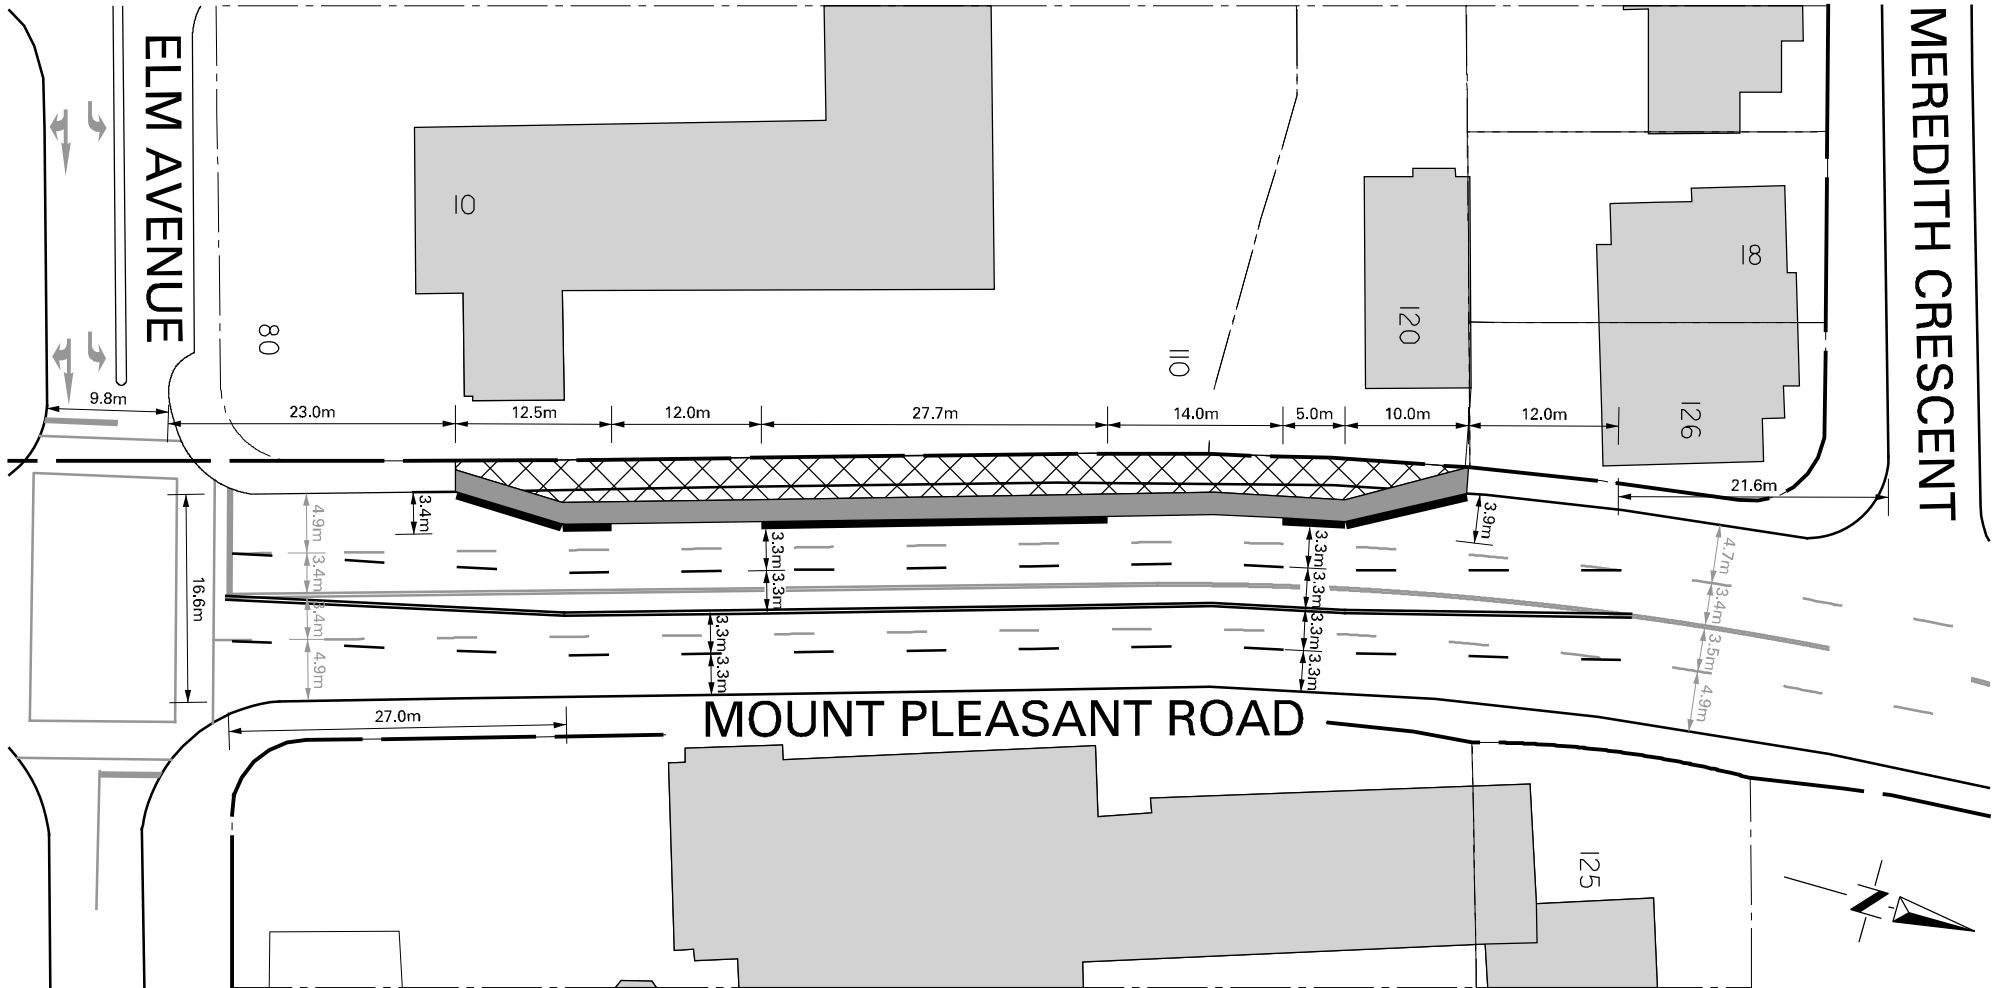 ELM AVENUE
MEREDITH CRESCENT
10
18
80
110
120
126
9.8m
23.0m
12.5m
12.0m
27.7m
14.0m
5.0m
10.0m
12.0m
21.6m
3.4m
3.9m
4.9m
3.4m
3.4m
4.9m
16.6m
3.3m
3.3m
3.3m
3.3m
3.3m
3.3m
3.3m
3.3m
4.7m
3.4m
3.5m
4.9m
27.0m
MOUNT PLEASANT ROAD
125
N